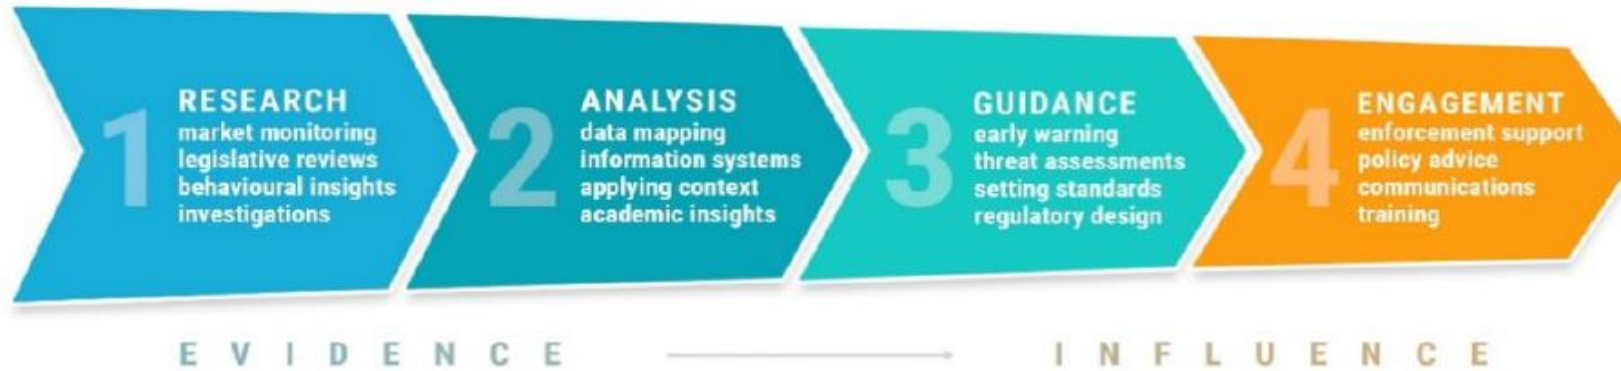 1
RESEARCH
market monitoring
legislative reviews
behavioural insights
investigations
2
ANALYSIS
data mapping
information systems
applying context
academic insights
3
GUIDANCE
early warning
threat assessments
setting standards
regulatory design
4
ENGAGEMENT
enforcement support
policy advice
communications
training
EVIDENCE
INFLUENCE